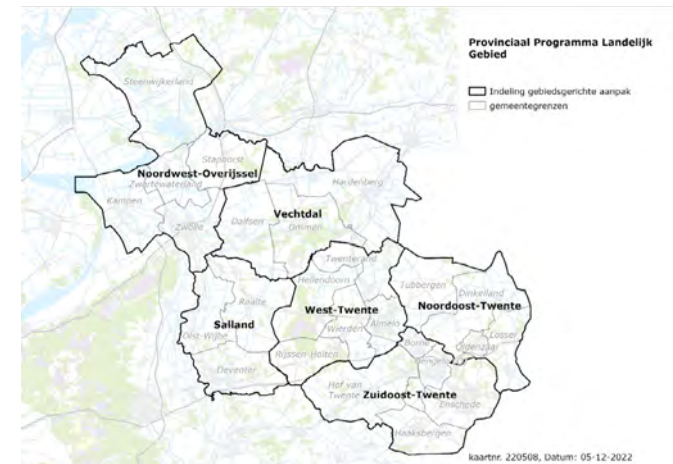 Provinciaal Programma Landelijk
Gebied
Indeling gebiedsgerichte aanpak
gemeentegrenzen
Steenwijkerland
Staphorst
Noordwest-Overijssel
Zwartewaterland
Kampen
Zwolle
Hardenberg
Vechtdal
Dalfsen
Ommen
Twenterand
Hellendoorn
Tubbergen
Dinkelland
Raalte
West-Twente
Noordoost-Twente
Salland
Wierden
Almelo
Losser
Olst-Wijhe
Borne
Oldenzaal
Rijssen-Holten
Hengelo
Deventer
Hof van
Twente
Zuidoost-Twente
Enschede
Haaksbergen
kaartnr. 220508, Datum: 05-12-2022